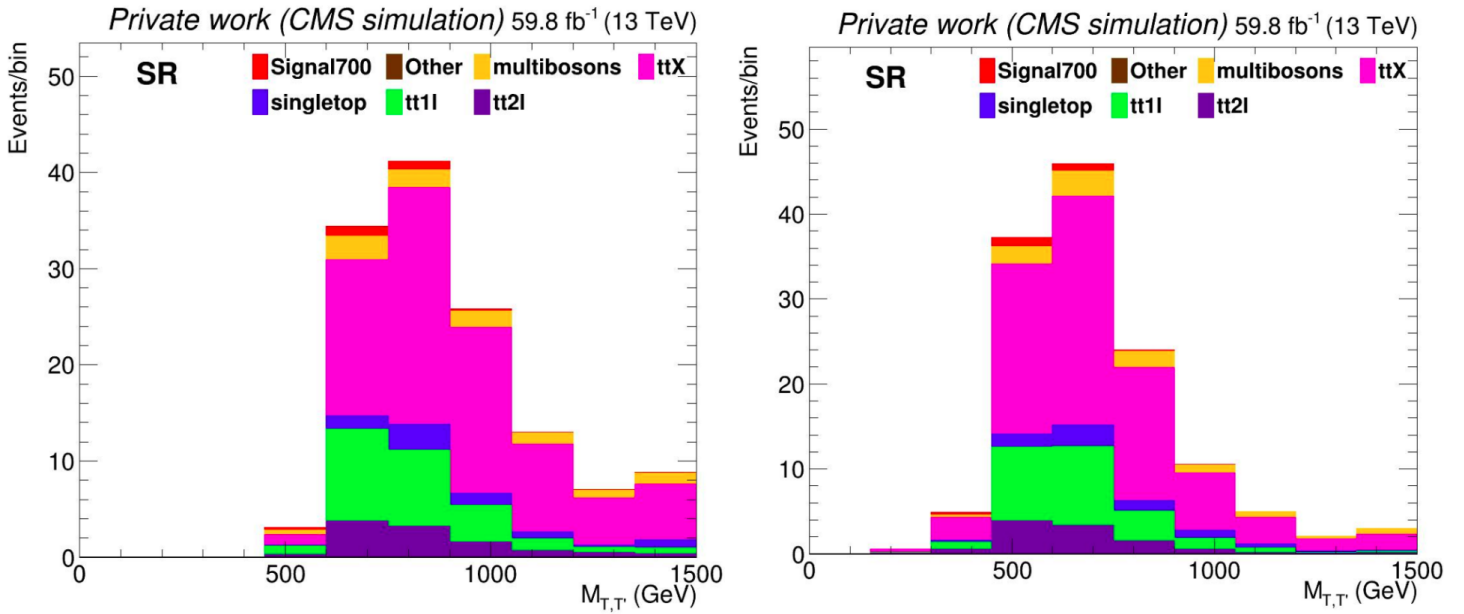 Private work (CMS simulation) 59.8 fb⁻¹ (13 TeV)
Events/bin
SR
Signal700 Other multibosons ttX
singletop tt1l tt2l
50
40
30
20
10
0
0 500 1000 1500
M_T,T' (GeV)
Private work (CMS simulation) 59.8 fb⁻¹ (13 TeV)
Events/bin
SR
Signal700 Other multibosons ttX
singletop tt1l tt2l
50
40
30
20
10
0
0 500 1000 1500
M_T,T' (GeV)